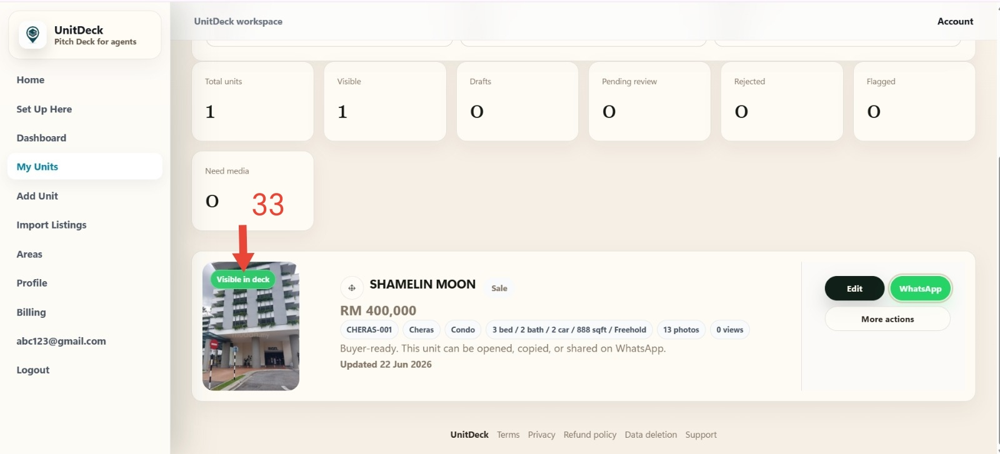 UnitDeck
Pitch Deck for agents
Home
Set Up Here
Dashboard
My Units
Add Unit
Import Listings
Areas
Profile
Billing
abc123@gmail.com
Logout
UnitDeck workspace
Account
Total units
1
Visible
1
Drafts
0
Pending review
0
Rejected
0
Flagged
0
Need media
0
33
Visible in deck
SHAMELIN MOON
Sale
RM 400,000
CHERAS-001 Cheras Condo 3 bed / 2 bath / 2 car / 888 sqft / Freehold 13 photos 0 views
Buyer-ready. This unit can be opened, copied, or shared on WhatsApp.
Updated 22 Jun 2026
Edit
WhatsApp
More actions
UnitDeck Terms Privacy Refund policy Data deletion Support